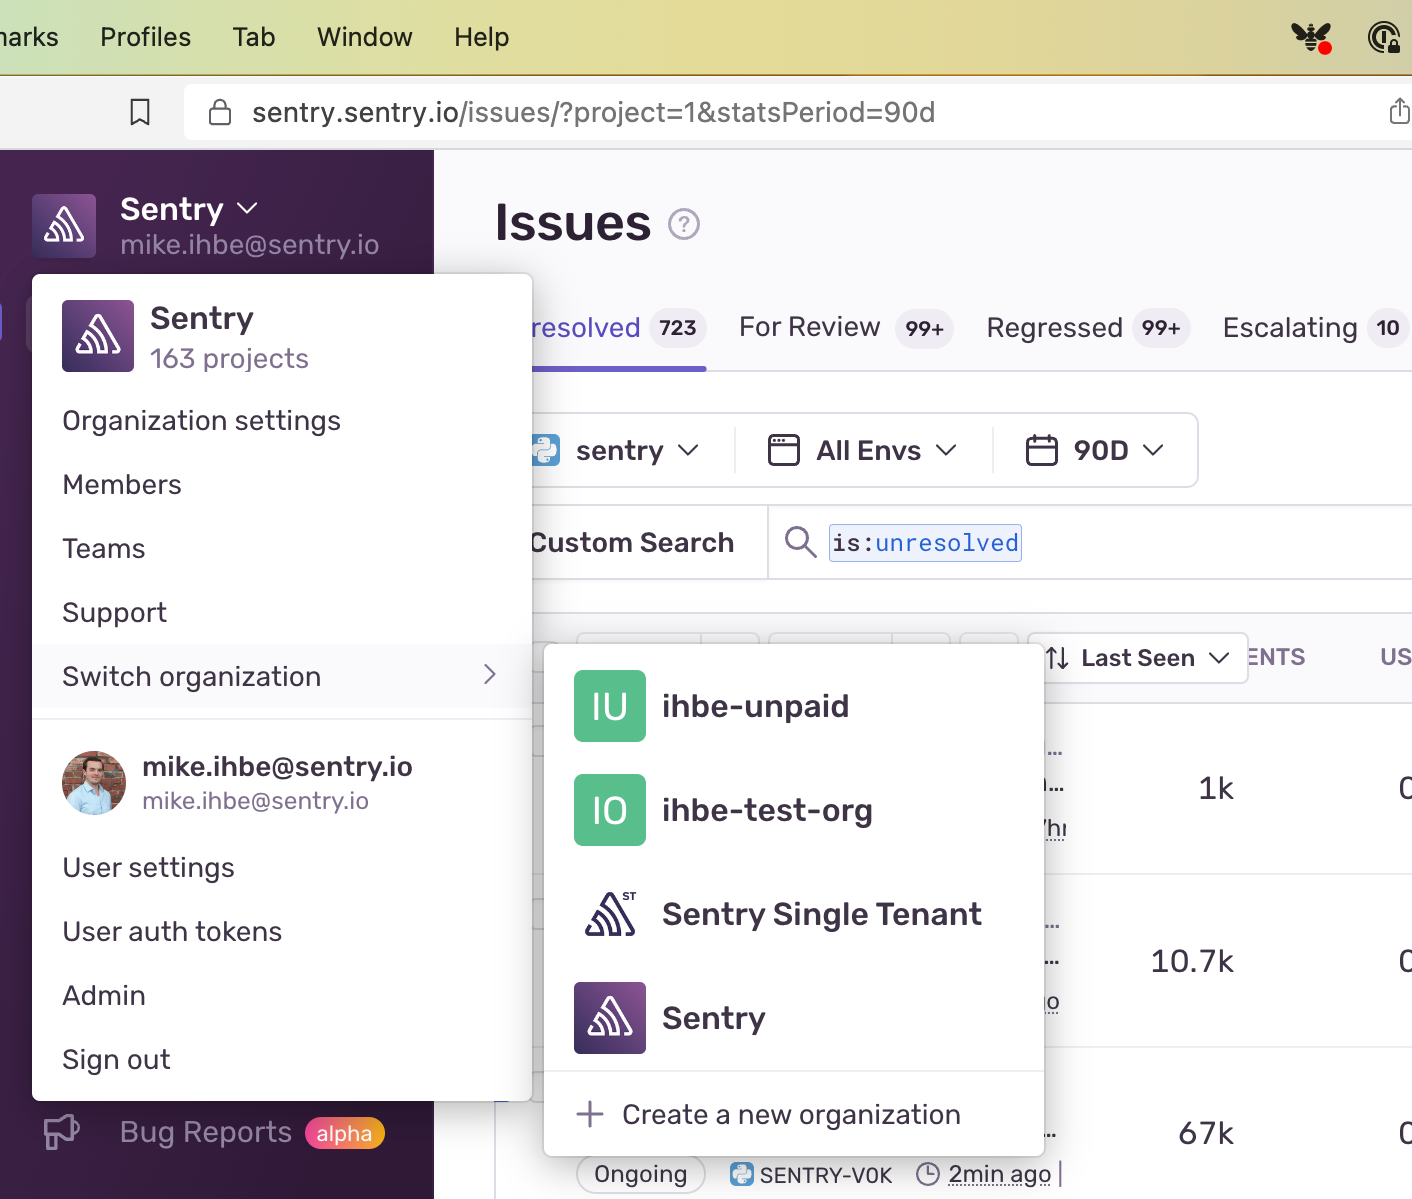 Profiles Tab Window Help
sentry.sentry.io/issues/?project=1&statsPeriod=90d
Sentry
mike.ihbe@sentry.io
Issues ?
Sentry
163 projects
Organization settings
Members
Teams
Support
Switch organization
mike.ihbe@sentry.io
mike.ihbe@sentry.io
User settings
User auth tokens
Admin
Sign out
Bug Reports alpha
resolved 723 For Review 99+ Regressed 99+ Escalating 10
sentry All Envs 90D
Custom Search is:unresolved
Last Seen ENTS US
IU ihbe-unpaid
IO ihbe-test-org
ST Sentry Single Tenant
Sentry
Create a new organization
1k
10.7k
67k
Ongoing SENTRY-V0K 2min ago